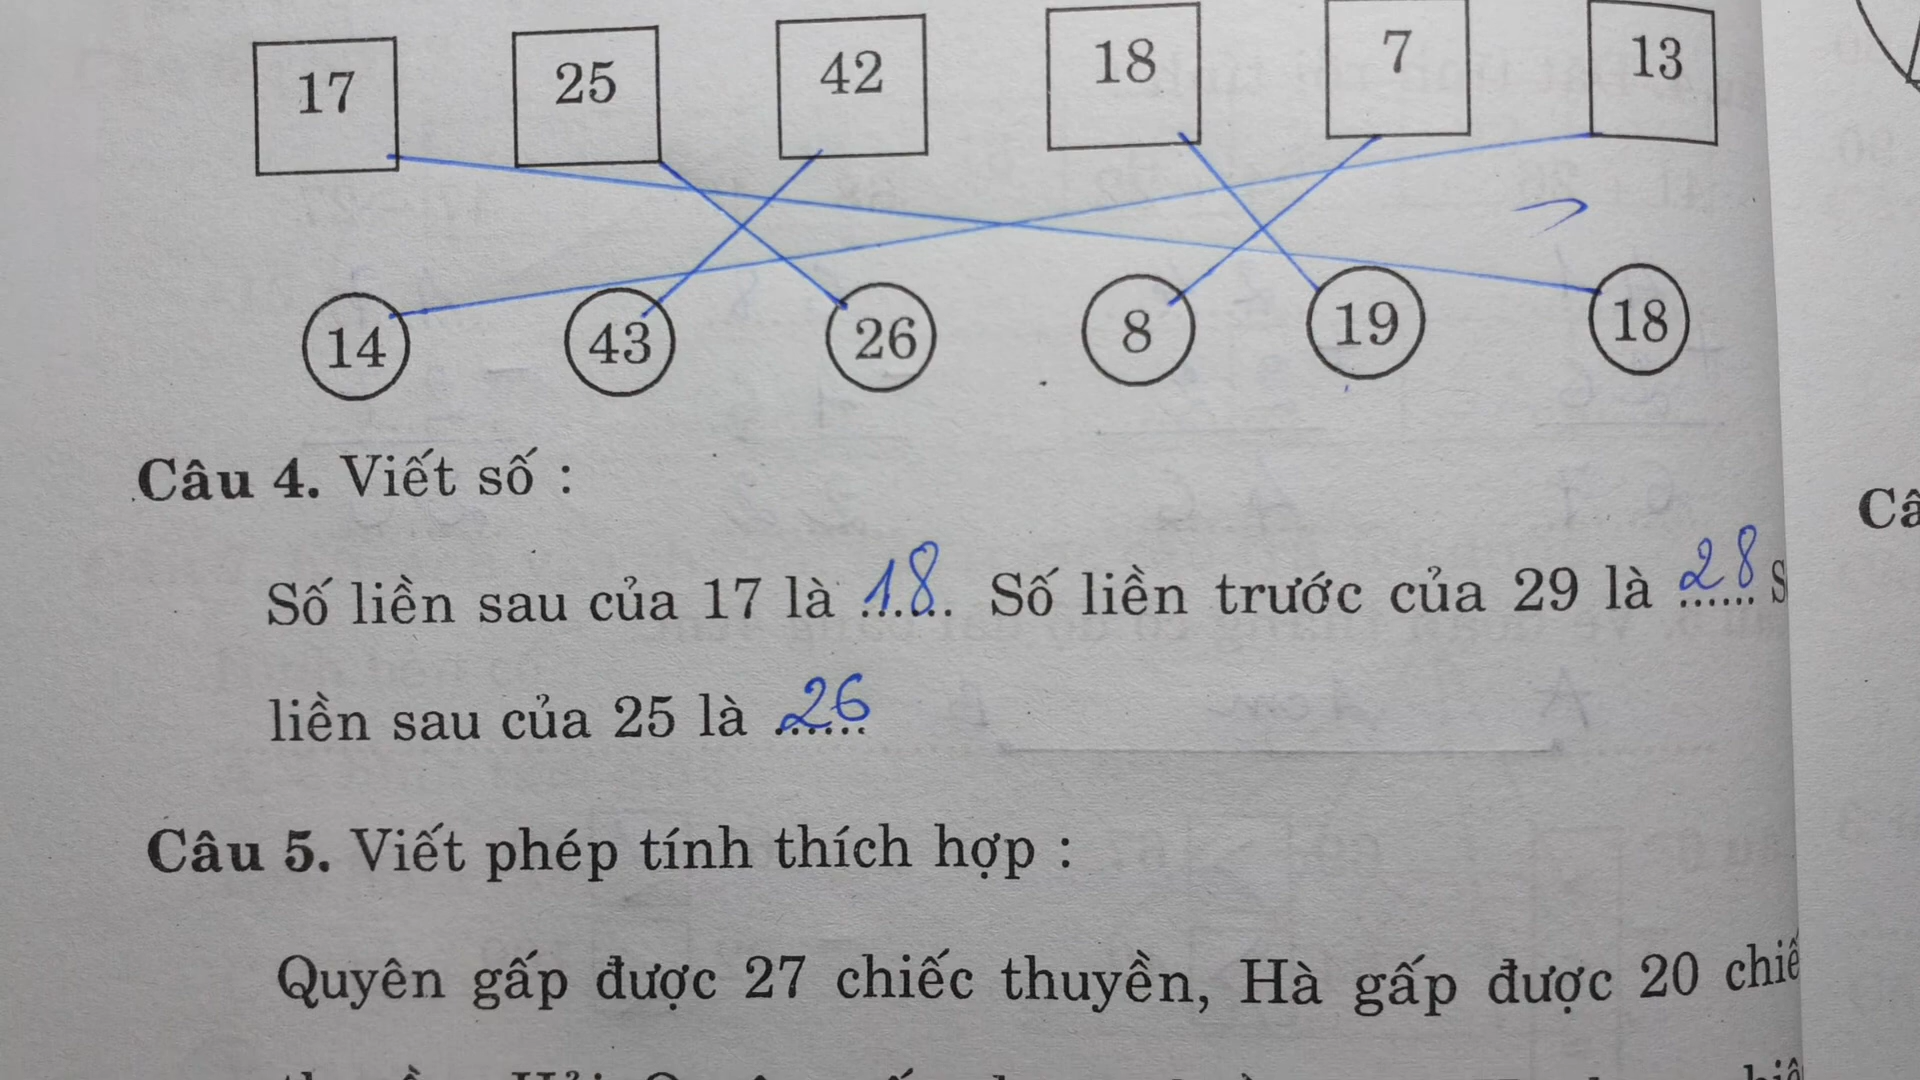 17 25 42 18 7 13
14 43 26 8 19 18
Câu 4. Viết số :
Số liền sau của 17 là 18. Số liền trước của 29 là 28 S
liền sau của 25 là 26
Câu 5. Viết phép tính thích hợp :
Quyên gấp được 27 chiếc thuyền, Hà gấp được 20 chiế